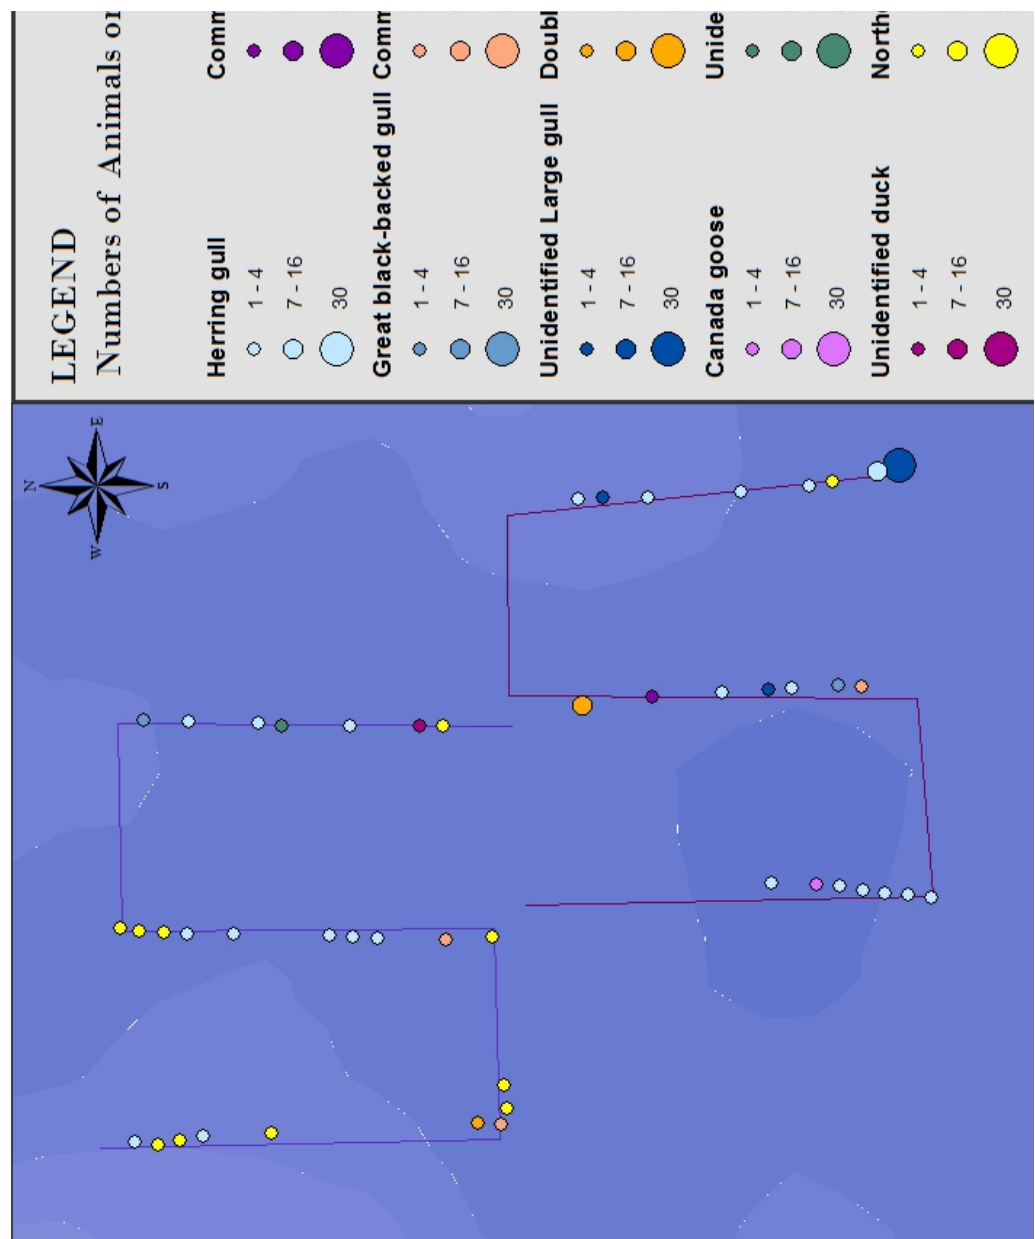 LEGEND
Numbers of Animals or
Herring gull
1 - 4
7 - 16
30
Comm
Great black-backed gull
1 - 4
7 - 16
30
Comm
Unidentified Large gull
1 - 4
7 - 16
30
Doubl
Canada goose
1 - 4
7 - 16
30
Unide
Unidentified duck
1 - 4
7 - 16
30
North
N
W
E
S